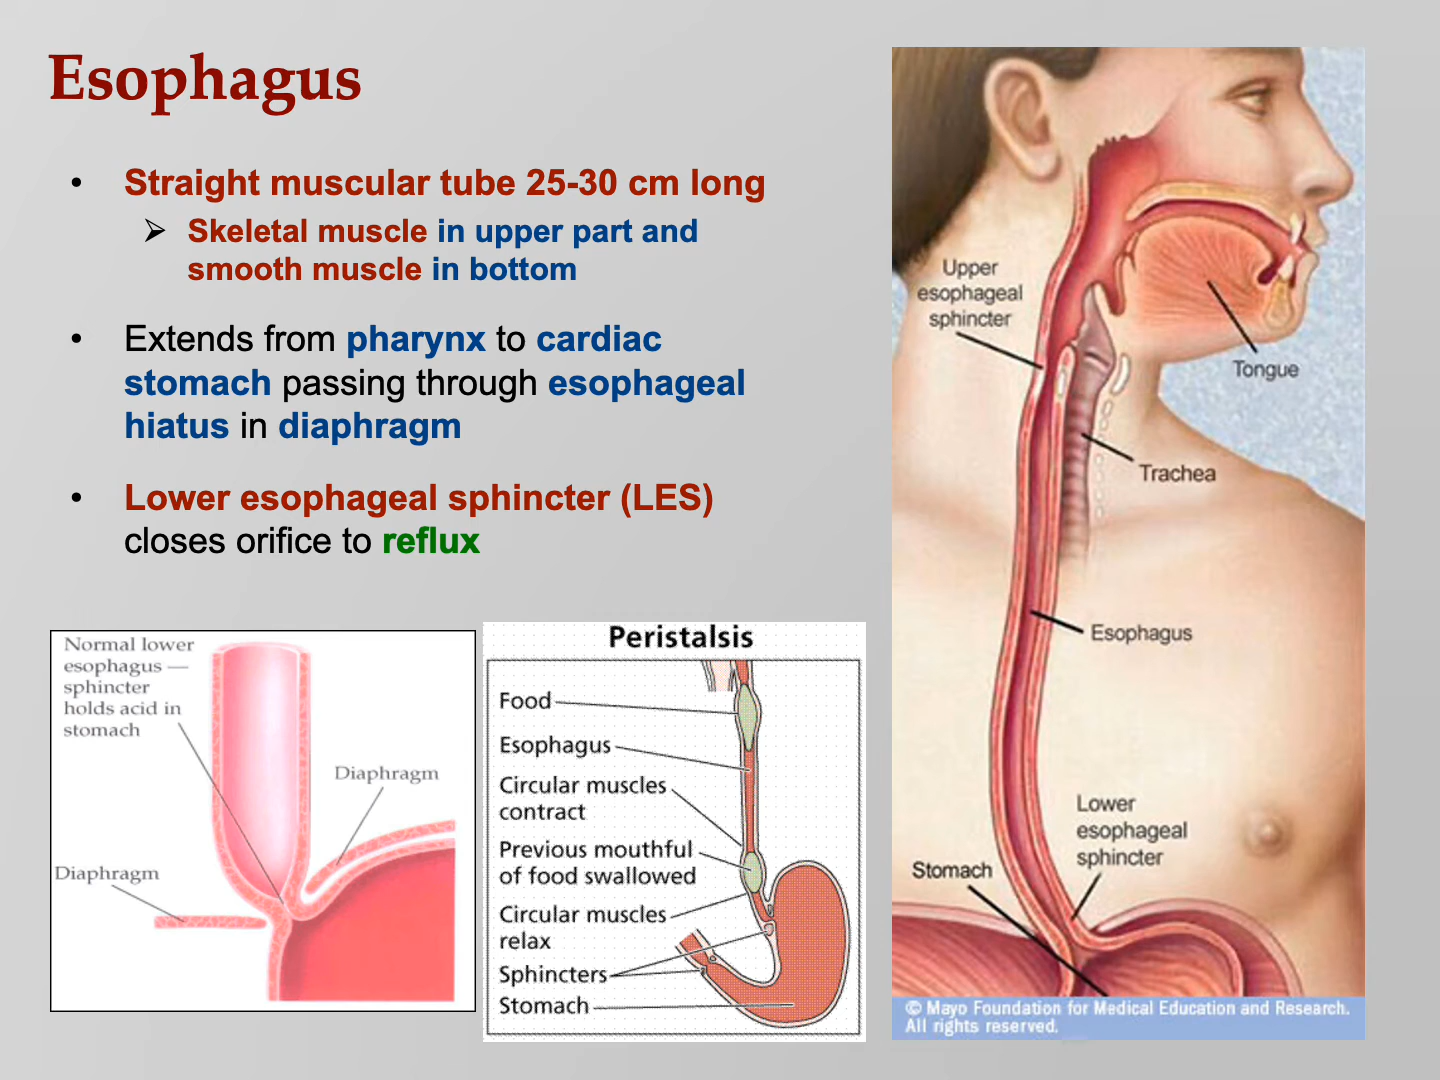 Esophagus
• Straight muscular tube 25-30 cm long
➢ Skeletal muscle in upper part and
smooth muscle in bottom
• Extends from pharynx to cardiac
stomach passing through esophageal
hiatus in diaphragm
• Lower esophageal sphincter (LES)
closes orifice to reflux
Normal lower
esophagus —
sphincter
holds acid in
stomach
Diaphragm
Diaphragm
Peristalsis
Food
Esophagus
Circular muscles
contract
Previous mouthful
of food swallowed
Circular muscles
relax
Sphincters
Stomach
Upper
esophageal
sphincter
Tongue
Trachea
Esophagus
Lower
esophageal
sphincter
Stomach
© Mayo Foundation for Medical Education and Research.
All rights reserved.